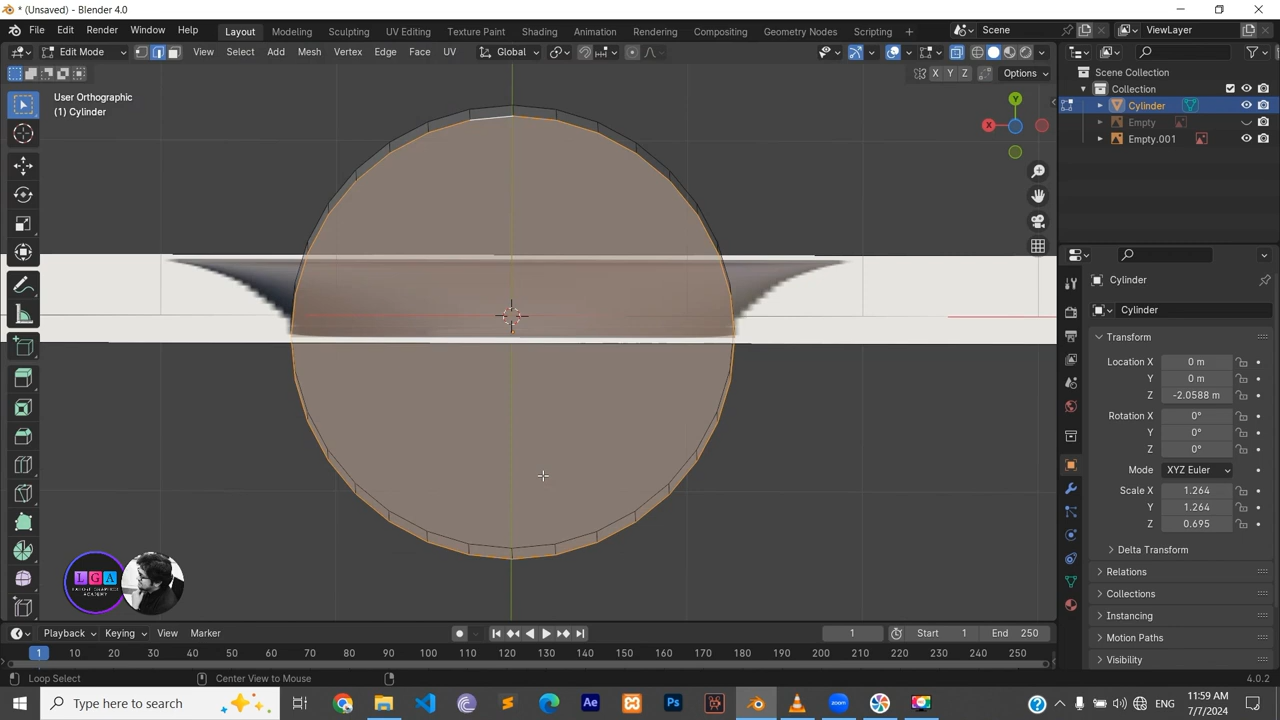 * (Unsaved) - Blender 4.0
File Edit Render Window Help Layout Modeling Sculpting UV Editing Texture Paint Shading Animation Rendering Compositing Geometry Nodes Scripting + Scene ViewLayer
Edit Mode View Select Add Mesh Vertex Edge Face UV Global
X Y Z Options
User Orthographic
(1) Cylinder
Y
X
Scene Collection
Collection
Cylinder
Empty
Empty.001
Cylinder
Cylinder
Transform
Location X 0 m
Y 0 m
Z -2.0588 m
Rotation X 0°
Y 0°
Z 0°
Mode XYZ Euler
Scale X 1.264
Y 1.264
Z 0.695
Delta Transform
Relations
Collections
Instancing
Motion Paths
Visibility
LGA
Playback Keying View Marker 1 Start 1 End 250
1 10 20 30 40 50 60 70 80 90 100 110 120 130 140 150 160 170 180 190 200 210 220 230 240 250
Loop Select Center View to Mouse 4.0.2
Type here to search
Ae Ps
ENG
11:59 AM
7/7/2024